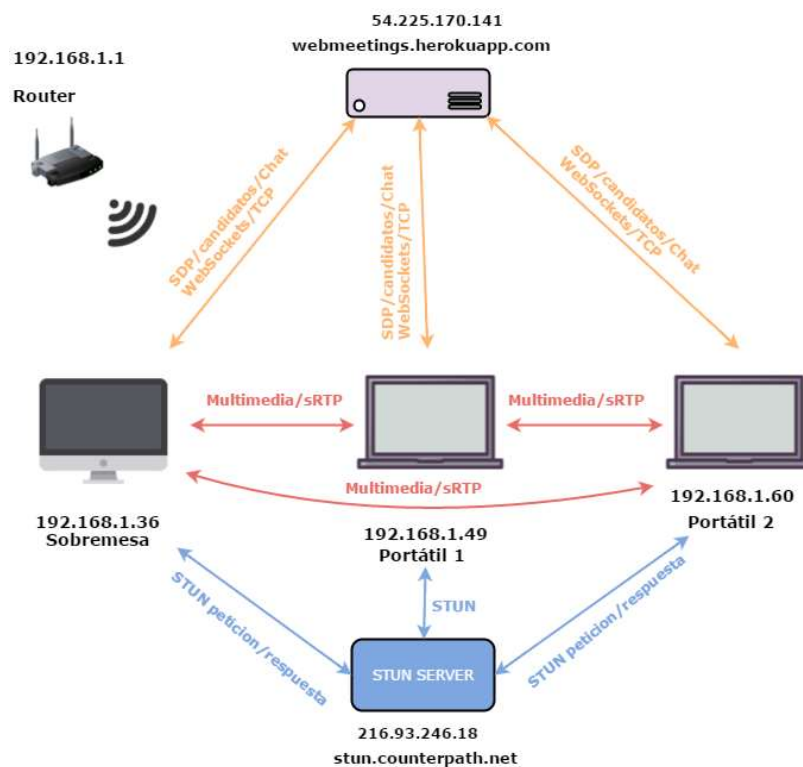 54.225.170.141
webmeetings.herokuapp.com
192.168.1.1
Router
SDP/candidatos/Chat
WebSockets/TCP
SDP/candidatos/Chat
WebSockets/TCP
SDP/candidatos/Chat
WebSockets/TCP
Multimedia/sRTP
Multimedia/sRTP
Multimedia/sRTP
192.168.1.36
Sobremesa
192.168.1.49
Portátil 1
192.168.1.60
Portátil 2
STUN peticion/respuesta
STUN
STUN peticion/respuesta
STUN SERVER
216.93.246.18
stun.counterpath.net